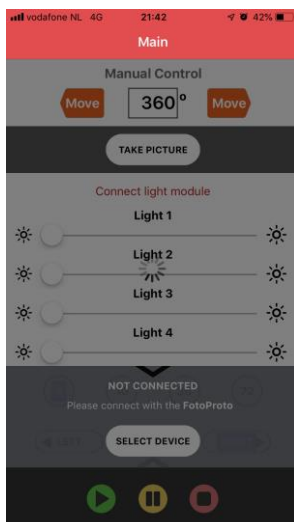 vodafone NL 4G 21:42 42%
Main
Manual Control
Move 360° Move
TAKE PICTURE
Connect light module
Light 1
Light 2
Light 3
Light 4
NOT CONNECTED
Please connect with the FotoProto
SELECT DEVICE